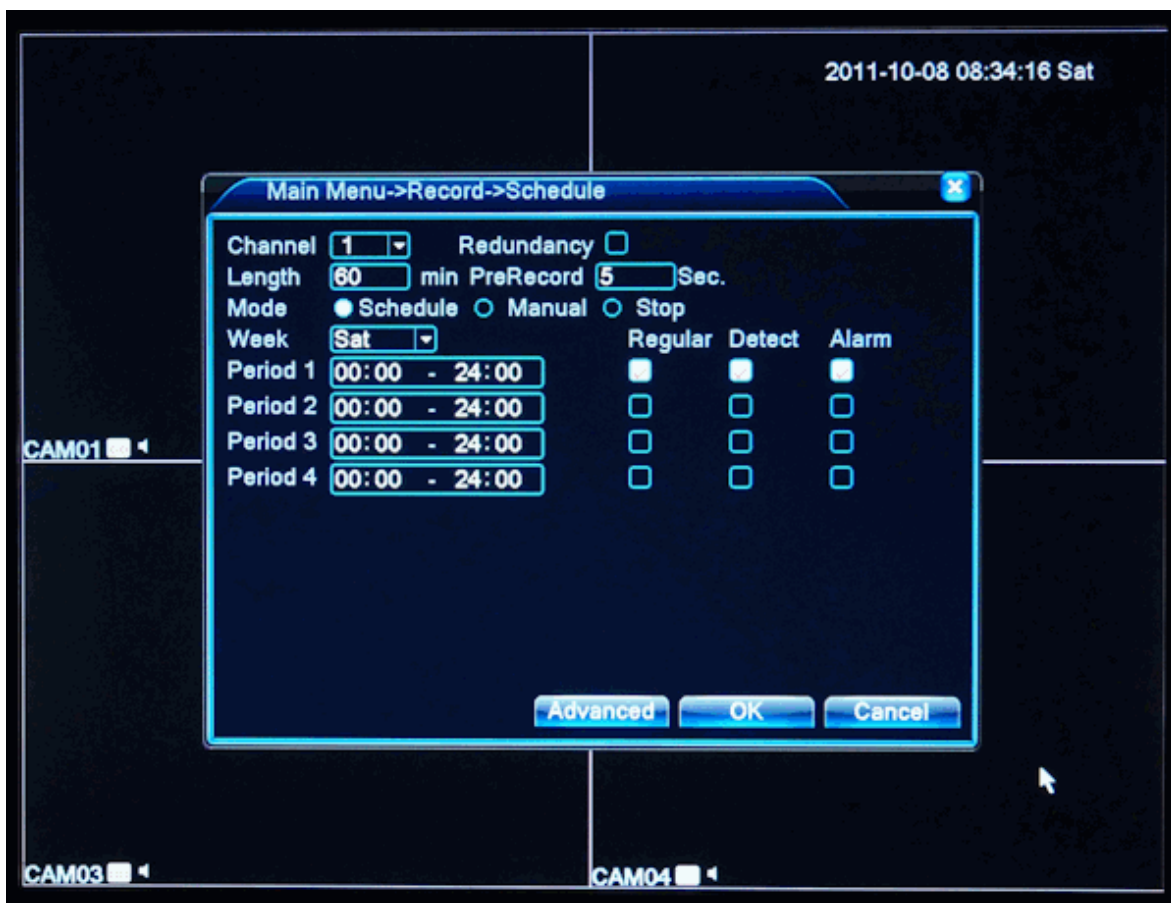 2011-10-08 08:34:16 Sat
Main Menu->Record->Schedule
Channel 1 Redundancy
Length 60 min PreRecord 5 Sec.
Mode Schedule Manual Stop
Week Sat Regular Detect Alarm
Period 1 00:00 - 24:00
Period 2 00:00 - 24:00
Period 3 00:00 - 24:00
Period 4 00:00 - 24:00
CAM01
Advanced OK Cancel
CAM03 CAM04